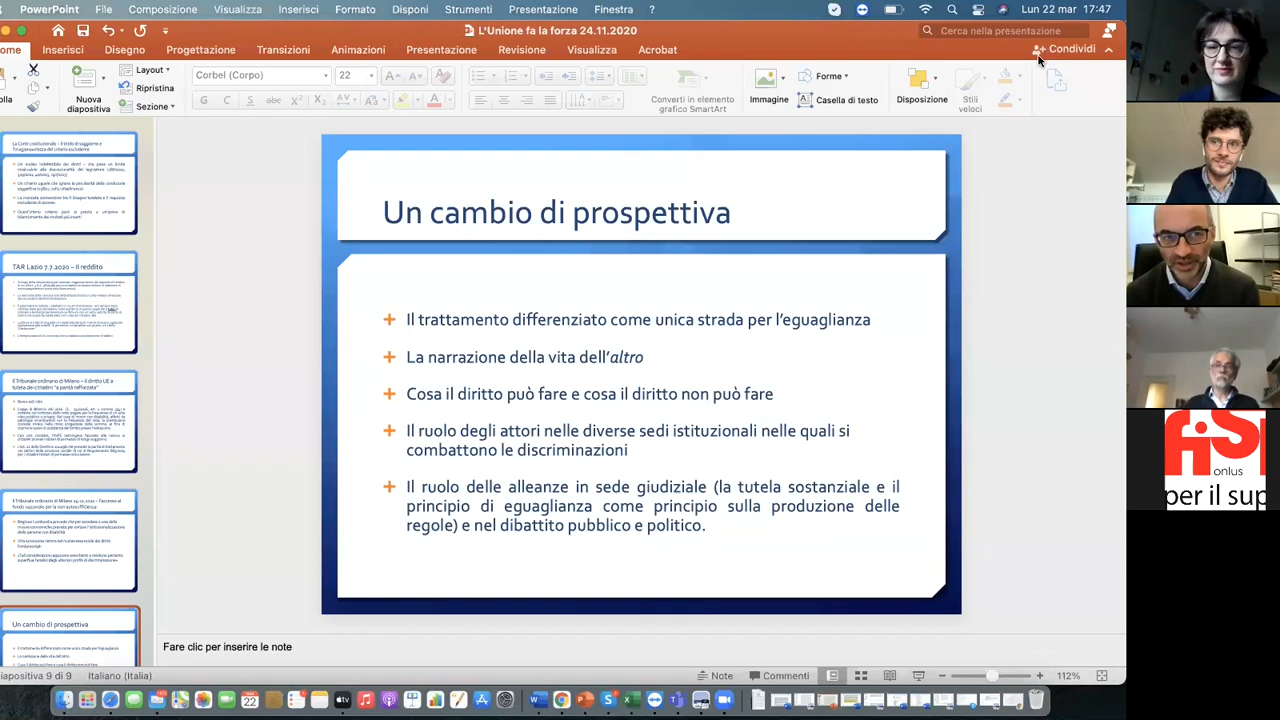 PowerPoint File Modifica Visualizza Inserisci Formato Disponi Strumenti Presentazione Finestra ? Lun 22 mar 17:47
L'Unione fa la forza 24.11.2020
Cerca nella presentazione
ome Inserisci Disegno Progettazione Transizioni Animazioni Presentazione Revisione Visualizza Acrobat Condividi
Layout
Ripristina
Sezione
Nuova
diapositiva
Corbel (Corpo) 22
Converti in elemento
grafico SmartArt
Immagine
Forme
Casella di testo
Disposizione
Stili
veloci
TAR Lazio 7.7.2020 – il reddito
Un cambio di prospettiva
Un cambio di prospettiva
Il trattamento differenziato come unica strada per l'eguaglianza
La narrazione della vita dell'altro
Cosa il diritto può fare e cosa il diritto non può fare
Il ruolo degli attori nelle diverse sedi istituzonali nelle quali si
combattono le discriminazioni
Il ruolo delle alleanze in sede giudiziale (la tutela sostanziale e il
principio di eguaglianza come principio sulla produzione delle
regole) e nel dibattito pubblico e politico.
Fare clic per inserire le note
iapositiva 9 di 9 Italiano (Italia) Note Commenti 112%
onlus
per il sup